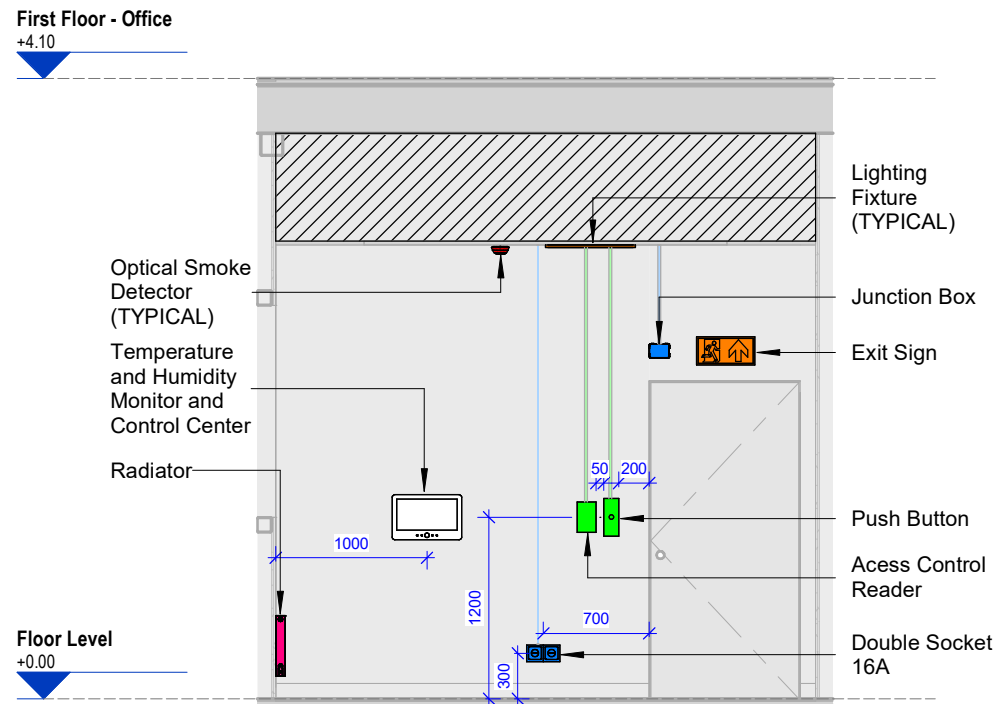 First Floor - Office
+4.10
Lighting
Fixture
(TYPICAL)
Optical Smoke
Detector
(TYPICAL)
Junction Box
Temperature
and Humidity
Monitor and
Control Center
Exit Sign
Radiator
50
200
Push Button
1000
Acess Control
Reader
1200
700
Floor Level
+0.00
Double Socket
16A
300